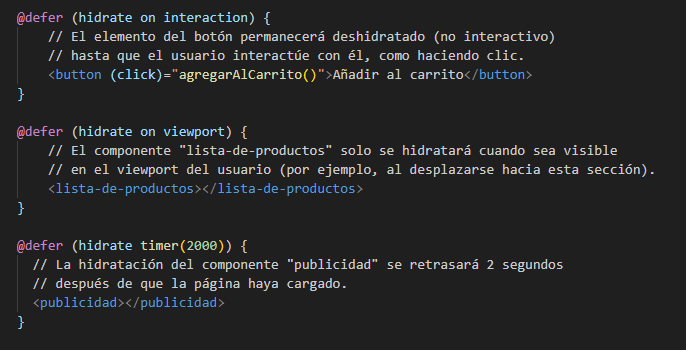 @defer (hidrate on interaction) {
// El elemento del botón permanecerá deshidratado (no interactivo)
// hasta que el usuario interactúe con él, como haciendo clic.
<button (click)="agregarAlCarrito()">Añadir al carrito</button>
}
@defer (hidrate on viewport) {
// El componente "lista-de-productos" solo se hidratará cuando sea visible
// en el viewport del usuario (por ejemplo, al desplazarse hacia esta sección).
<lista-de-productos></lista-de-productos>
}
@defer (hidrate timer(2000)) {
// La hidratación del componente "publicidad" se retrasará 2 segundos
// después de que la página haya cargado.
<publicidad></publicidad>
}